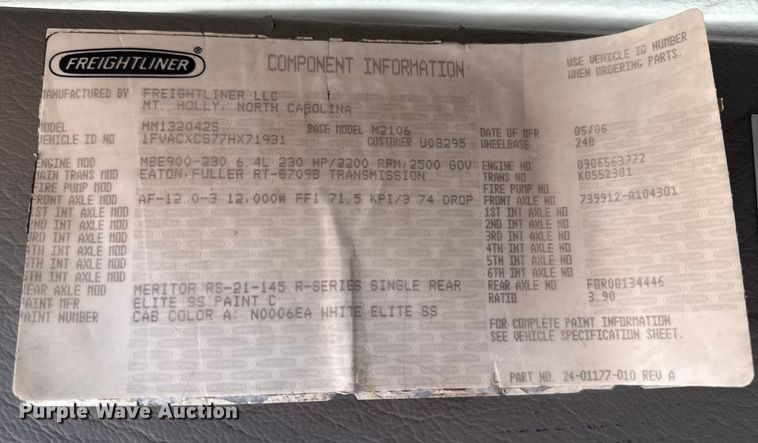 FREIGHTLINER ®
COMPONENT INFORMATION
USE VEHICLE ID NUMBER
WHEN ORDERING PARTS.
MANUFACTURED BY FREIGHTLINER LLC
MT. HOLLY, NORTH CAROLINA
MODEL MM132042S BASE MODEL M2106 DATE OF MFR 05/06
VEHICLE ID NO 1FVACXCS77HX71931 CUSTOMER U08295 WHEELBASE 248
ENGINE MOD MBE900-230 6.4L 230 HP/2200 RPM;2500 GOV ENGINE NO 0906563772
MAIN TRANS MOD EATON,FULLER RT-8709B TRANSMISSION TRANS NO K0552381
FIRE PUMP MOD FIRE PUMP NO
FRONT AXLE MOD AF-12.0-3 12,000# FF1 71.5 KPI/3.74 DROP FRONT AXLE NO 739912-A104301
1ST INT AXLE MOD 1ST INT AXLE NO
2ND INT AXLE MOD 2ND INT AXLE NO
3RD INT AXLE MOD 3RD INT AXLE NO
4TH INT AXLE MOD 4TH INT AXLE NO
5TH INT AXLE MOD 5TH INT AXLE NO
6TH INT AXLE MOD 6TH INT AXLE NO
REAR AXLE MOD MERITOR RS-21-145 R-SERIES SINGLE REAR REAR AXLE NO FOR00134446
PAINT MFR ELITE SS PAINT C RATIO 3.90
PAINT NUMBER CAB COLOR A: N0006EA WHITE ELITE SS
FOR COMPLETE PAINT INFORMATION
SEE VEHICLE SPECIFICATION SHEET.
PART NO. 24-01177-010 REV A
Purple Wave Auction